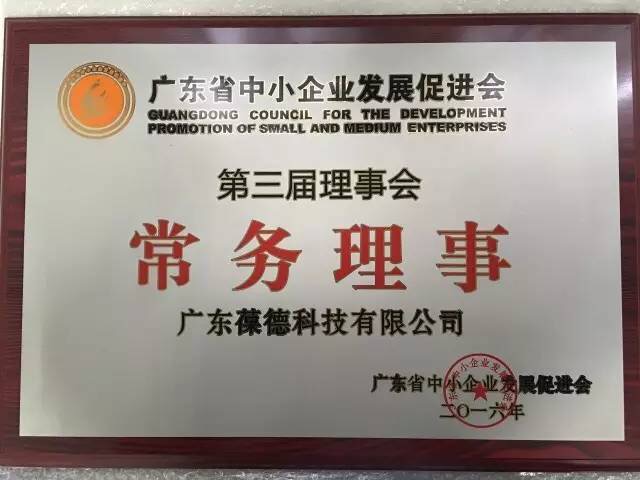 广东省中小企业发展促进会
GUANGDONG COUNCIL FOR THE DEVELOPMENT
PROMOTION OF SMALL AND MEDIUM ENTERPRISES
第三届理事会
常务理事
广东葆德科技有限公司
广东省中小企业发展促进会
二〇一六年